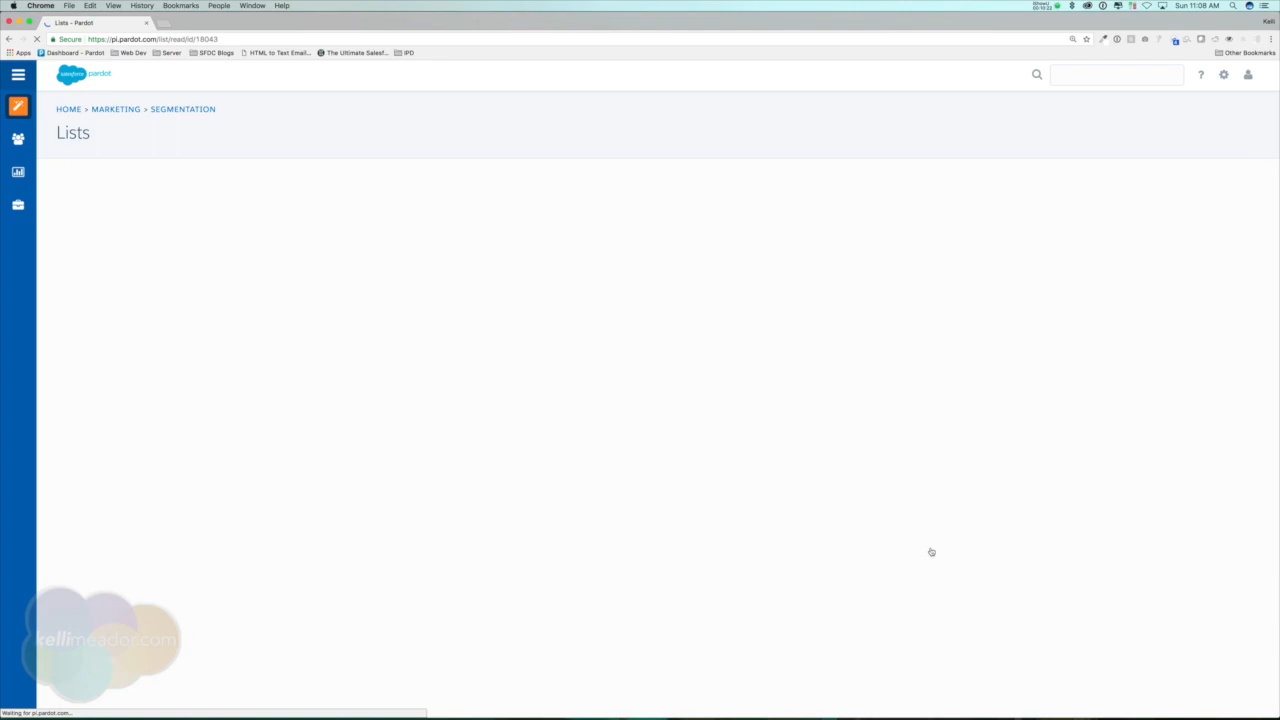 Chrome File Edit View History Bookmarks People Window Help
Sun 11:08 AM
Lists - Pardot
Kelli
Secure https://pi.pardot.com/list/read/id/18043
Apps Dashboard - Pardot Web Dev Server SFDC Blogs HTML to Text Email... The Ultimate Salesf... IPD Other Bookmarks
salesforce pardot
?
HOME > MARKETING > SEGMENTATION
Lists
kellimeador.com
Waiting for pi.pardot.com...